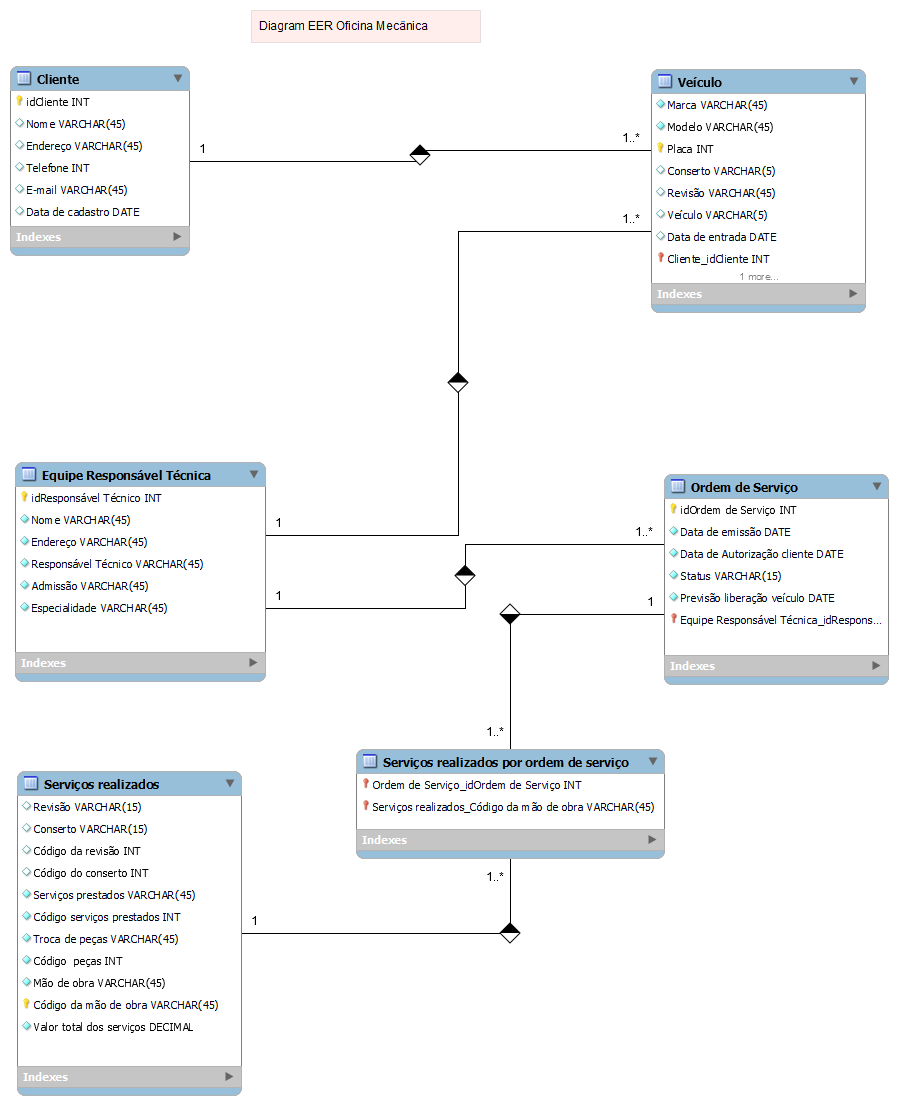 Diagram EER Oficina Mecânica
Cliente
idCliente INT
Nome VARCHAR(45)
Endereço VARCHAR(45)
Telefone INT
E-mail VARCHAR(45)
Data de cadastro DATE
Indexes
1
1..*
Veículo
Marca VARCHAR(45)
Modelo VARCHAR(45)
Placa INT
Conserto VARCHAR(5)
Revisão VARCHAR(45)
Veículo VARCHAR(5)
Data de entrada DATE
Cliente_idCliente INT
1 more...
Indexes
1..*
Equipe Responsável Técnica
idResponsável Técnico INT
Nome VARCHAR(45)
Endereço VARCHAR(45)
Responsável Técnico VARCHAR(45)
Admissão VARCHAR(45)
Especialidade VARCHAR(45)
Indexes
1
1
1..*
Ordem de Serviço
idOrdem de Serviço INT
Data de emissão DATE
Data de Autorização cliente DATE
Status VARCHAR(15)
Previsão liberação veículo DATE
Equipe Responsável Técnica_idRespons...
Indexes
1
1..*
Serviços realizados por ordem de serviço
Ordem de Serviço_idOrdem de Serviço INT
Serviços realizados_Código da mão de obra VARCHAR(45)
Indexes
1..*
Serviços realizados
Revisão VARCHAR(15)
Conserto VARCHAR(15)
Código da revisão INT
Código do conserto INT
Serviços prestados VARCHAR(45)
Código serviços prestados INT
Troca de peças VARCHAR(45)
Código  peças INT
Mão de obra VARCHAR(45)
Código da mão de obra VARCHAR(45)
Valor total dos serviços DECIMAL
Indexes
1